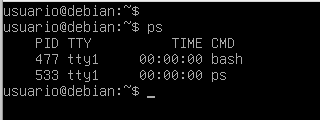 usuario@debian:~$
usuario@debian:~$ ps
    PID TTY          TIME CMD
    477 tty1     00:00:00 bash
    533 tty1     00:00:00 ps
usuario@debian:~$ _